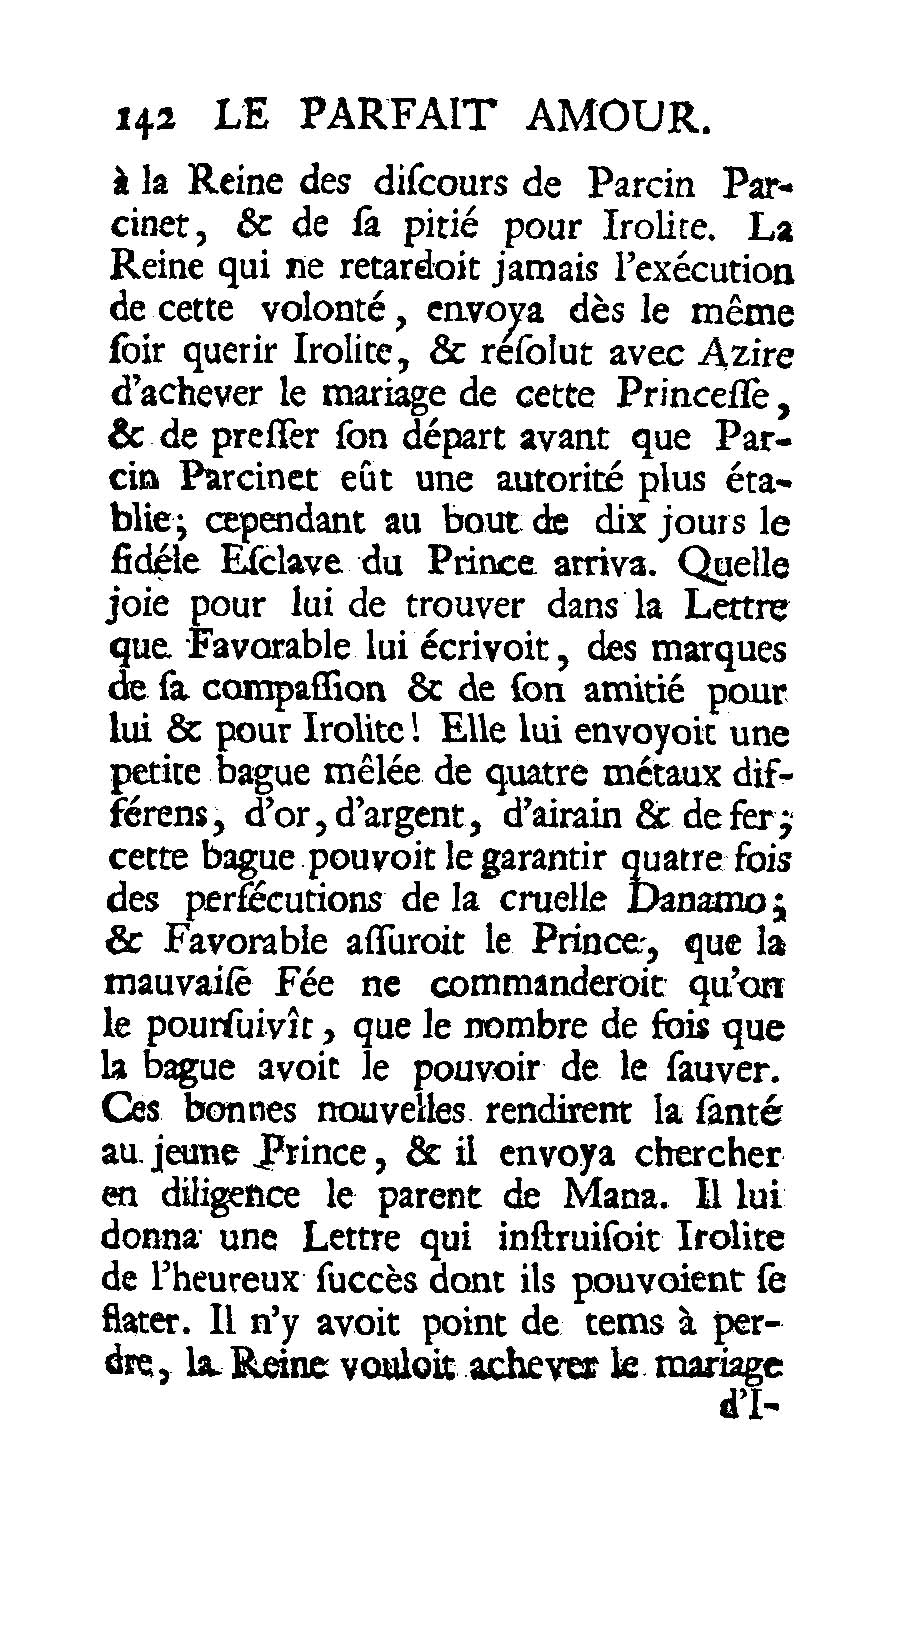 142 LE PARFAIT AMOUR.
à la Reine des diſcours de Parcin Par-
cinet, & de ſa pitié pour Irolite. La
Reine qui ne retardoit jamais l'exécution
de cette volonté, envoya dès le même
ſoir querir Irolite, & réſolut avec Azire
d'achever le mariage de cette Princeſſe,
& de preſſer ſon départ avant que Par-
cin Parcinet eût une autorité plus éta-
blie; cependant au bout de dix jours le
fidéle Eſclave du Prince arriva. Quelle
joie pour lui de trouver dans la Lettre
que Favorable lui écrivoit, des marques
de ſa compaſſion & de ſon amitié pour
lui & pour Irolite! Elle lui envoyoit une
petite bague mêlée de quatre métaux dif-
férens, d'or, d'argent, d'airain & de fer;
cette bague pouvoit le garantir quatre fois
des perſécutions de la cruelle Danamo;
& Favorable aſſuroit le Prince, que la
mauvaiſe Fée ne commanderoit qu'on
le pourſuivît, que le nombre de fois que
la bague avoit le pouvoir de le ſauver.
Ces bonnes nouvelles rendirent la ſanté
au jeune Prince, & il envoya chercher
en diligence le parent de Mana. Il lui
donna une Lettre qui inſtruiſoit Irolite
de l'heureux ſuccès dont ils pouvoient ſe
flater. Il n'y avoit point de tems à per-
dre, la Reine vouloit achever le mariage
d'I-